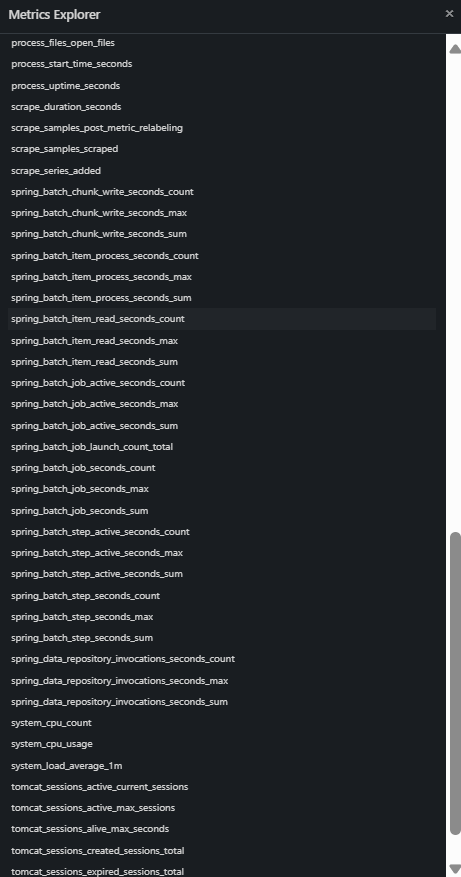 Metrics Explorer ×
process_files_open_files
process_start_time_seconds
process_uptime_seconds
scrape_duration_seconds
scrape_samples_post_metric_relabeling
scrape_samples_scraped
scrape_series_added
spring_batch_chunk_write_seconds_count
spring_batch_chunk_write_seconds_max
spring_batch_chunk_write_seconds_sum
spring_batch_item_process_seconds_count
spring_batch_item_process_seconds_max
spring_batch_item_process_seconds_sum
spring_batch_item_read_seconds_count
spring_batch_item_read_seconds_max
spring_batch_item_read_seconds_sum
spring_batch_job_active_seconds_count
spring_batch_job_active_seconds_max
spring_batch_job_active_seconds_sum
spring_batch_job_launch_count_total
spring_batch_job_seconds_count
spring_batch_job_seconds_max
spring_batch_job_seconds_sum
spring_batch_step_active_seconds_count
spring_batch_step_active_seconds_max
spring_batch_step_active_seconds_sum
spring_batch_step_seconds_count
spring_batch_step_seconds_max
spring_batch_step_seconds_sum
spring_data_repository_invocations_seconds_count
spring_data_repository_invocations_seconds_max
spring_data_repository_invocations_seconds_sum
system_cpu_count
system_cpu_usage
system_load_average_1m
tomcat_sessions_active_current_sessions
tomcat_sessions_active_max_sessions
tomcat_sessions_alive_max_seconds
tomcat_sessions_created_sessions_total
tomcat_sessions_expired_sessions_total